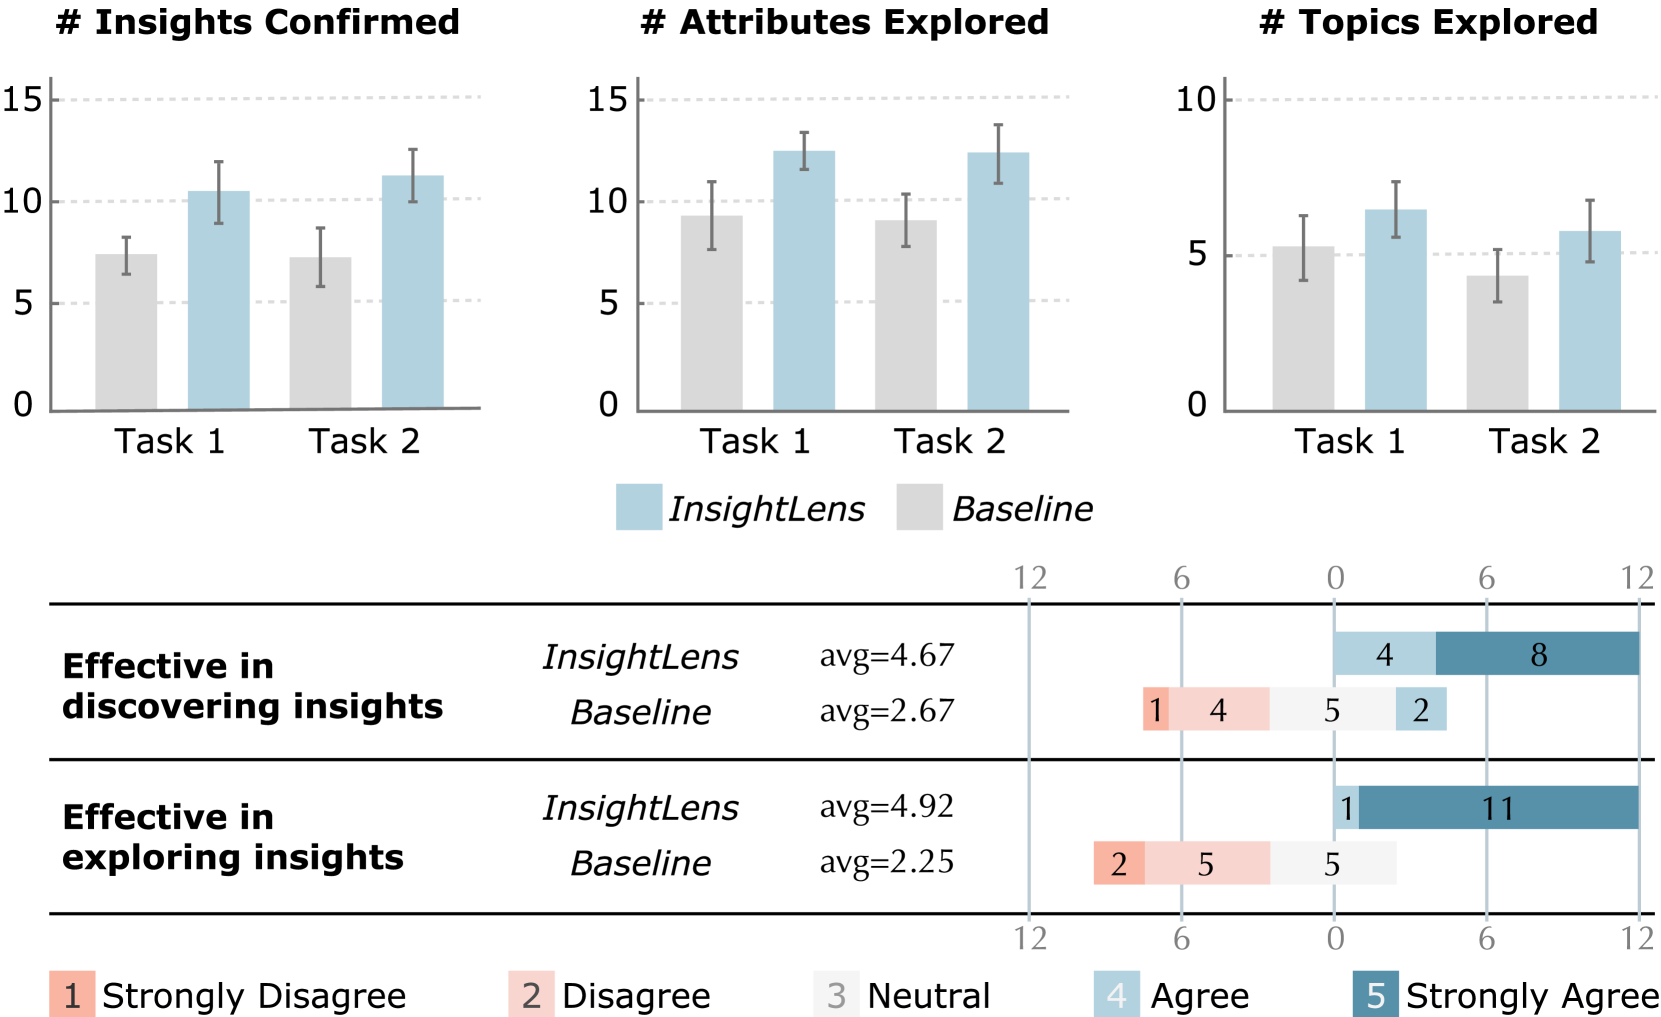 # Insights Confirmed
# Attributes Explored
# Topics Explored
15
10
5
0
Task 1
Task 2
15
10
5
0
Task 1
Task 2
10
5
0
Task 1
Task 2
InsightLens
Baseline
12 6 0 6 12
Effective in
discovering insights
InsightLens avg=4.67 4 8
Baseline avg=2.67 1 4 5 2
Effective in
exploring insights
InsightLens avg=4.92 1 11
Baseline avg=2.25 2 5 5
12 6 0 6 12
1 Strongly Disagree 2 Disagree 3 Neutral 4 Agree 5 Strongly Agree